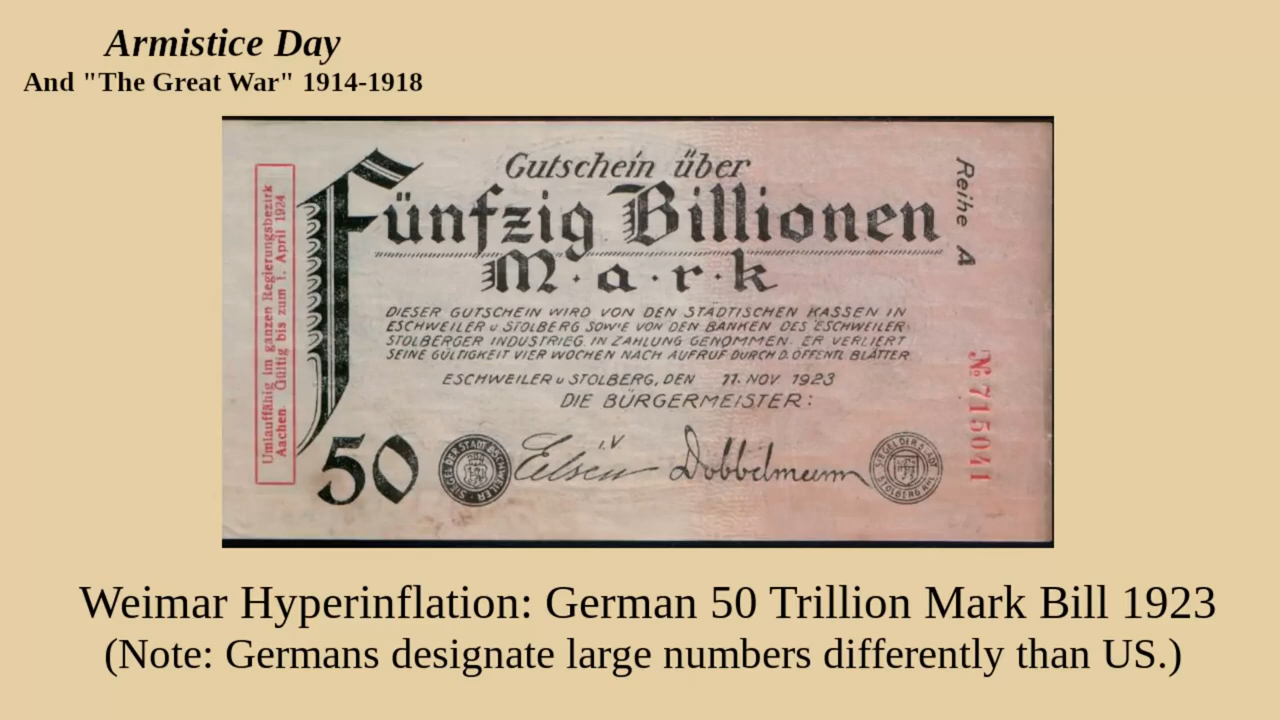 Armistice Day
And "The Great War" 1914-1918
Gutschein über
Fünfzig Billionen
M·a·r·k
DIESER GUTSCHEIN WIRD VON DEN STÄDTISCHEN KASSEN IN
ESCHWEILER u STOLBERG SOWIE VON DEN BANKEN DES ESCHWEILER
STOLBERGER INDUSTRIEG. IN ZAHLUNG GENOMMEN. ER VERLIERT
SEINE GÜLTIGKEIT VIER WOCHEN NACH AUFRUF DURCH D. ÖFFENTL BLÄTTER
ESCHWEILER u STOLBERG, DEN 11. NOV 1923
DIE BÜRGERMEISTER:
50
i.V
Dobbelmann
Umlauffähig im ganzen Regierungsbezirk
Aachen. Gültig bis zum 1. April 1924
Reihe A
№ 715041
Weimar Hyperinflation: German 50 Trillion Mark Bill 1923
(Note: Germans designate large numbers differently than US.)